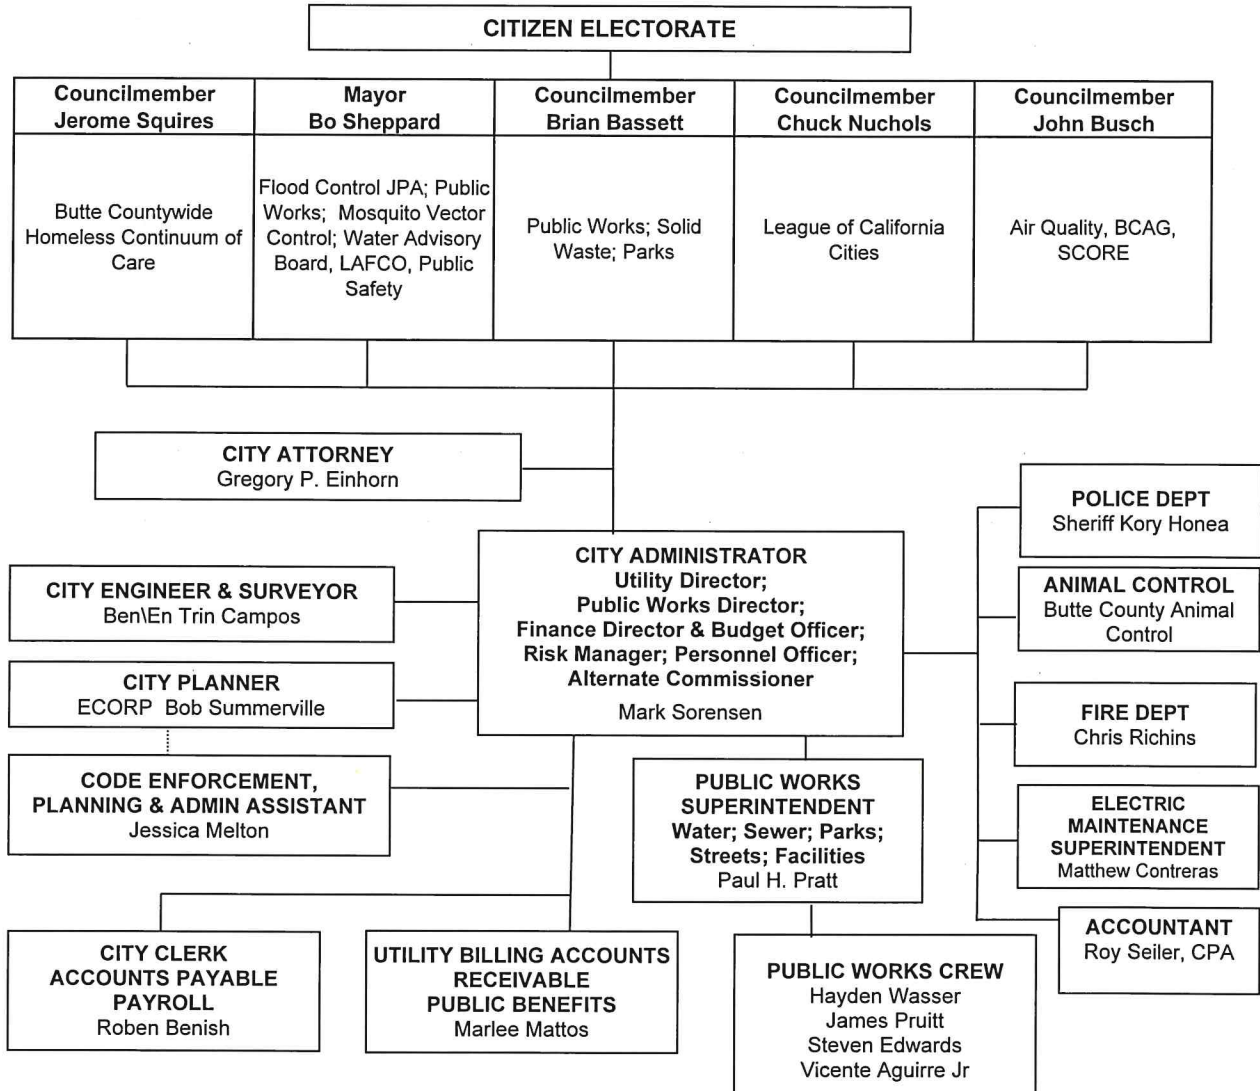 CITIZEN ELECTORATE
Councilmember
Jerome Squires
Butte Countywide
Homeless Continuum of
Care
Mayor
Bo Sheppard
Flood Control JPA; Public
Works; Mosquito Vector
Control; Water Advisory
Board, LAFCO, Public
Safety
Councilmember
Brian Bassett
Public Works; Solid
Waste; Parks
Councilmember
Chuck Nuchols
League of California
Cities
Councilmember
John Busch
Air Quality, BCAG,
SCORE
CITY ATTORNEY
Gregory P. Einhorn
CITY ADMINISTRATOR
Utility Director;
Public Works Director;
Finance Director & Budget Officer;
Risk Manager; Personnel Officer;
Alternate Commissioner
Mark Sorensen
CITY ENGINEER & SURVEYOR
Ben\En Trin Campos
CITY PLANNER
ECORP Bob Summerville
CODE ENFORCEMENT,
PLANNING & ADMIN ASSISTANT
Jessica Melton
POLICE DEPT
Sheriff Kory Honea
ANIMAL CONTROL
Butte County Animal
Control
FIRE DEPT
Chris Richins
ELECTRIC
MAINTENANCE
SUPERINTENDENT
Matthew Contreras
ACCOUNTANT
Roy Seiler, CPA
PUBLIC WORKS
SUPERINTENDENT
Water; Sewer; Parks;
Streets; Facilities
Paul H. Pratt
CITY CLERK
ACCOUNTS PAYABLE
PAYROLL
Roben Benish
UTILITY BILLING ACCOUNTS
RECEIVABLE
PUBLIC BENEFITS
Marlee Mattos
PUBLIC WORKS CREW
Hayden Wasser
James Pruitt
Steven Edwards
Vicente Aguirre Jr